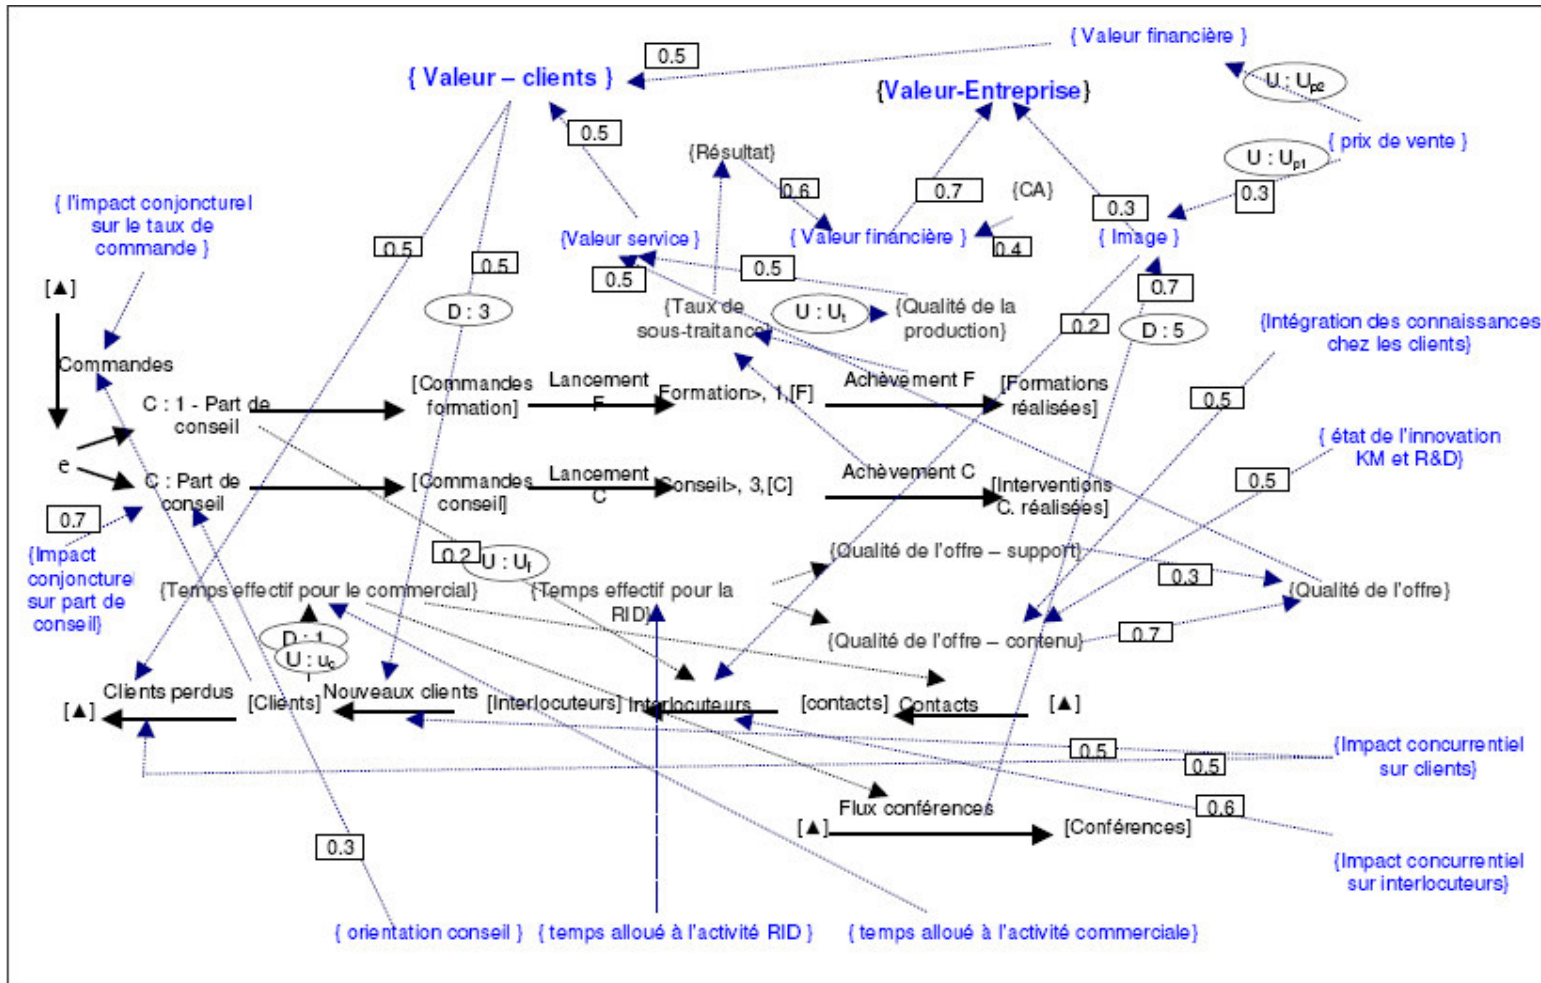 { Valeur financière }
0.5
{ Valeur – clients }
U : Up2
{Valeur-Entreprise}
0.5
{ prix de vente }
{Résultat}
U : Up1
0.6
0.7
{CA}
0.3
{ l'impact conjoncturel
sur le taux de
commande }
0.3
0.5
{Valeur service }
{ Valeur financière }
0.4
{ Image }
0.5
0.5
0.5
[▲]
0.7
D : 3
{Taux de
sous-traitance}
U : Ut
{Qualité de la
production}
0.2
D : 5
{Intégration des connaissances
chez les clients}
Commandes
[Commandes
formation]
Lancement
F
Formation>, 1,[F]
Achèvement F
[Formations
réalisées]
0.5
C : 1 - Part de
conseil
{ état de l'innovation
KM et R&D}
e
C : Part de
conseil
[Commandes
conseil]
Lancement
C
Conseil>, 3,[C]
Achèvement C
[Interventions
C. réalisées]
0.5
0.7
{Impact
conjoncturel
sur part de
conseil}
0.2
U : Uf
{Qualité de l'offre – support}
0.3
{Temps effectif pour le commercial}
{Temps effectif pour la
RID}
{Qualité de l'offre}
D : 1
U : uc
{Qualité de l'offre – contenu}
0.7
Clients perdus
[▲]
[Clients]
Nouveaux clients
[Interlocuteurs]
Interlocuteurs
[contacts]
Contacts
[▲]
0.5
0.5
{Impact concurrentiel
sur clients}
Flux conférences
[▲]
[Conférences]
0.6
0.3
{Impact concurrentiel
sur interlocuteurs}
{ orientation conseil }
{ temps alloué à l'activité RID }
{ temps alloué à l'activité commerciale}